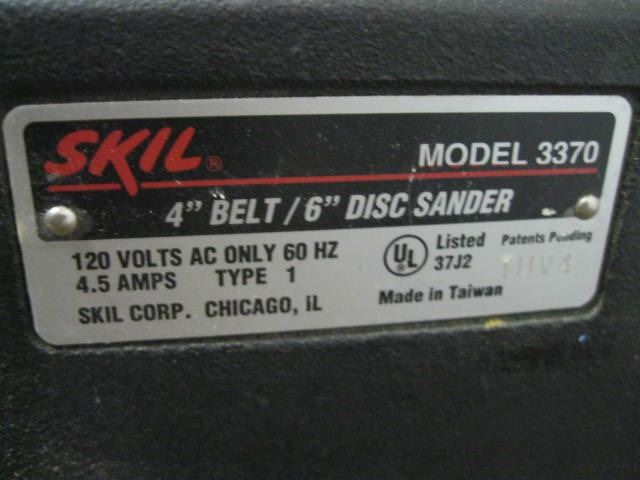 SKIL® MODEL 3370
4" BELT / 6" DISC SANDER
120 VOLTS AC ONLY 60 HZ
4.5 AMPS TYPE 1
SKIL CORP. CHICAGO, IL
UL Listed 37J2
Patents Pending
Made in Taiwan